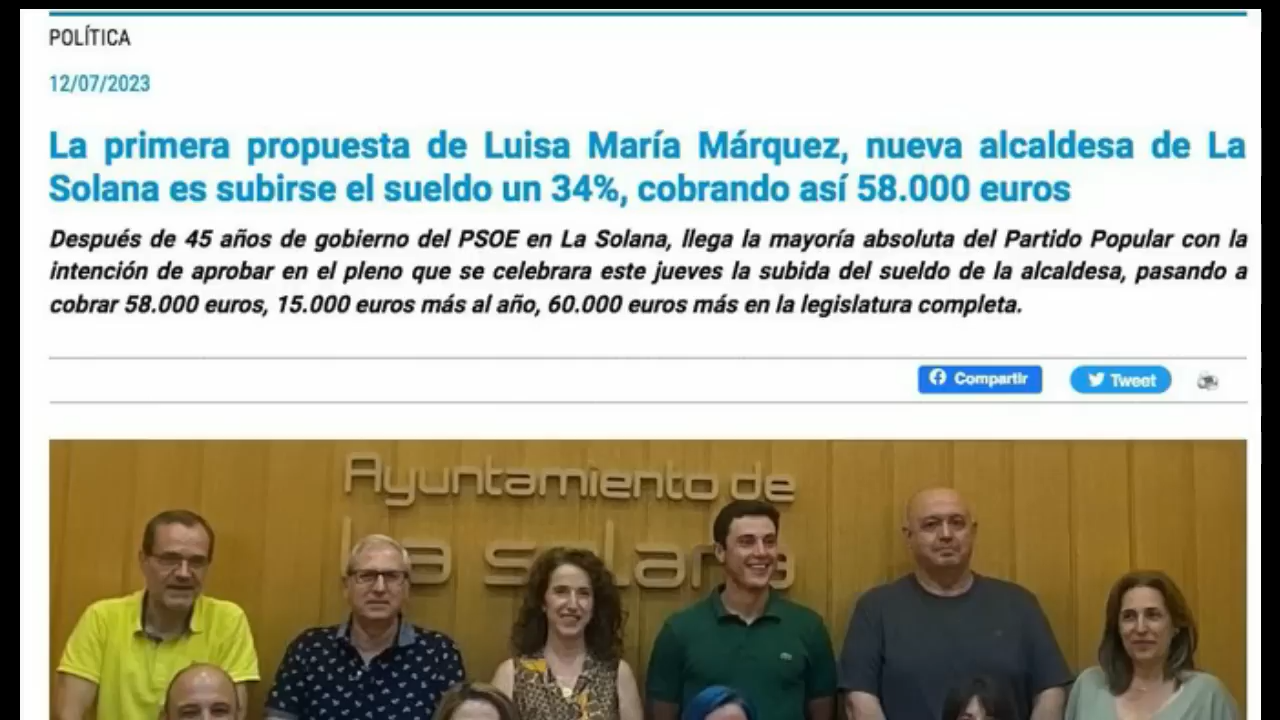 POLÍTICA
12/07/2023
La primera propuesta de Luisa María Márquez, nueva alcaldesa de La
Solana es subirse el sueldo un 34%, cobrando así 58.000 euros
Después de 45 años de gobierno del PSOE en La Solana, llega la mayoría absoluta del Partido Popular con la
intención de aprobar en el pleno que se celebrara este jueves la subida del sueldo de la alcaldesa, pasando a
cobrar 58.000 euros, 15.000 euros más al año, 60.000 euros más en la legislatura completa.
Compartir Tweet
Ayuntamiento de
La solana